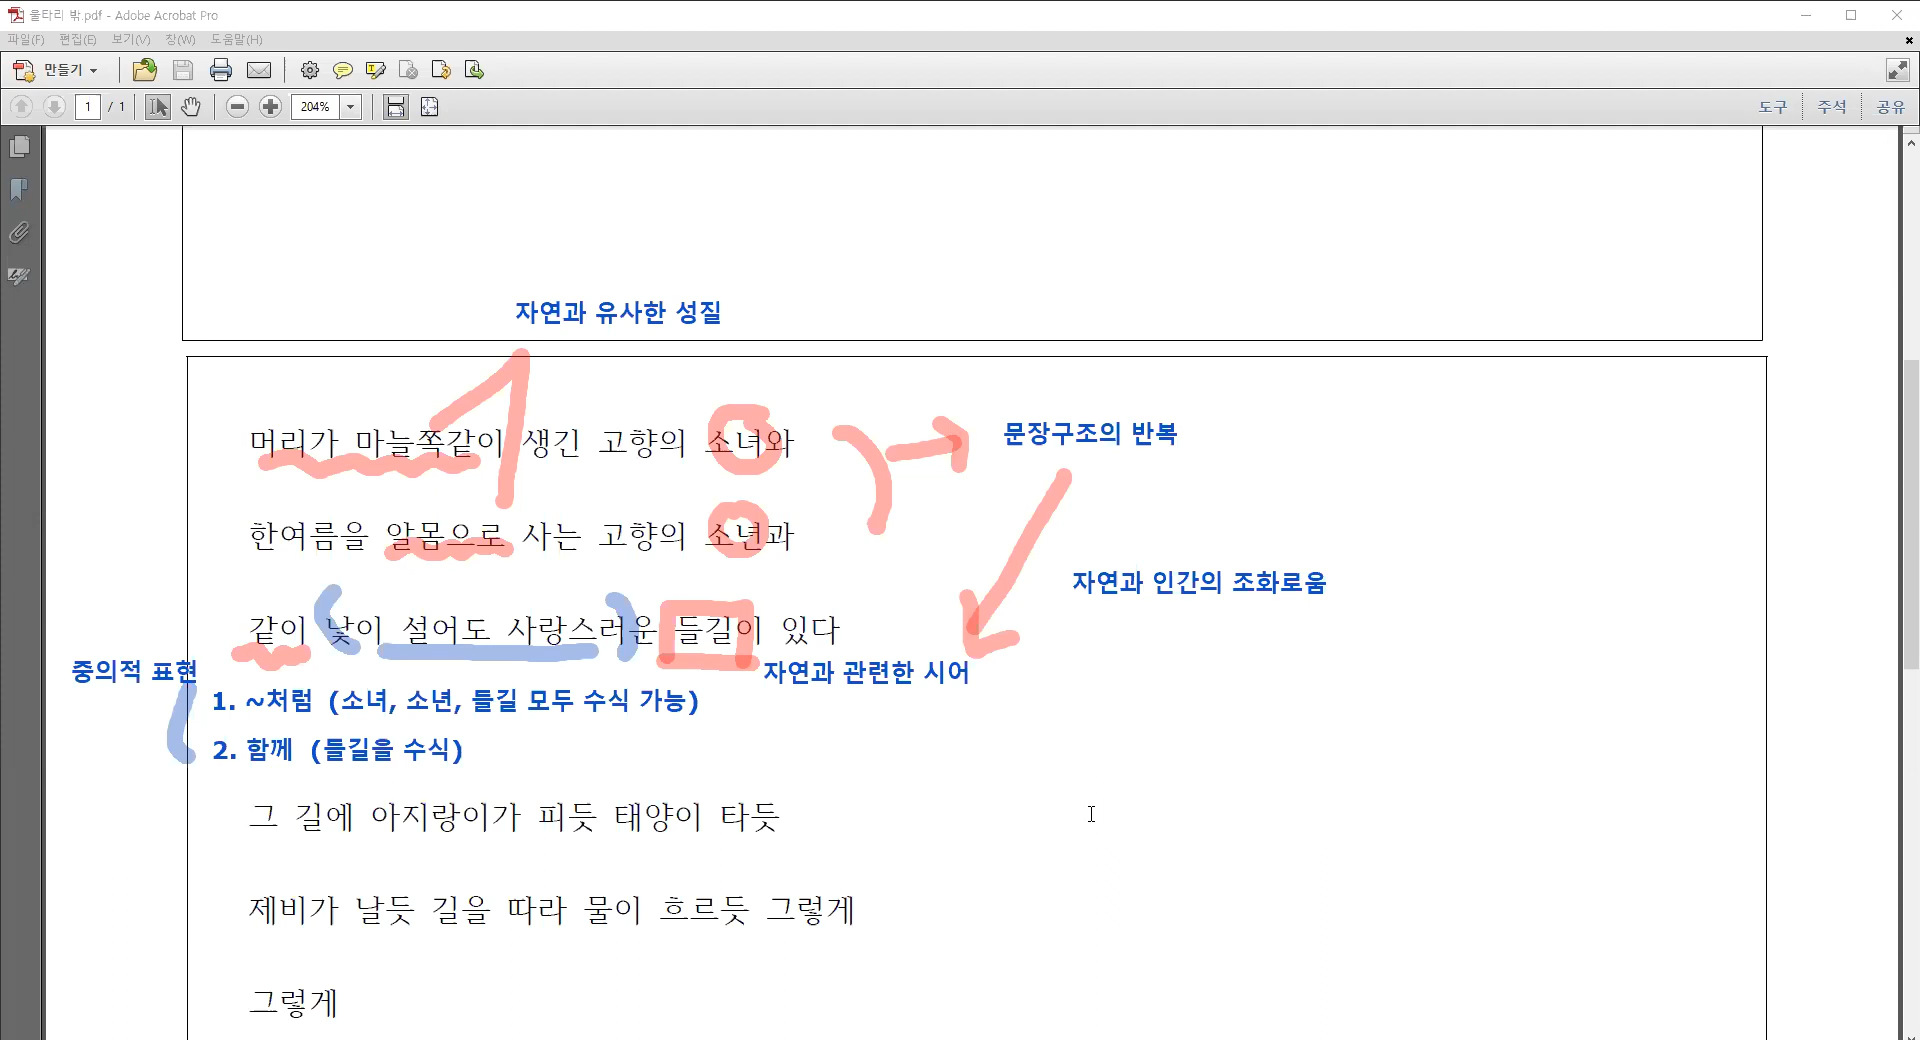 울타리 밖.pdf - Adobe Acrobat Pro
파일(F) 편집(E) 보기(V) 창(W) 도움말(H)
만들기
1 / 1 204% 도구 주석 공유
자연과 유사한 성질
머리가 마늘쪽같이 생긴 고향의 소녀와
문장구조의 반복
한여름을 알몸으로 사는 고향의 소년과
자연과 인간의 조화로움
같이 낯이 설어도 사랑스러운 들길이 있다
중의적 표현
자연과 관련한 시어
1. ~처럼 (소녀, 소년, 들길 모두 수식 가능)
2. 함께 (들길을 수식)
그 길에 아지랑이가 피듯 태양이 타듯
제비가 날듯 길을 따라 물이 흐르듯 그렇게
그렇게